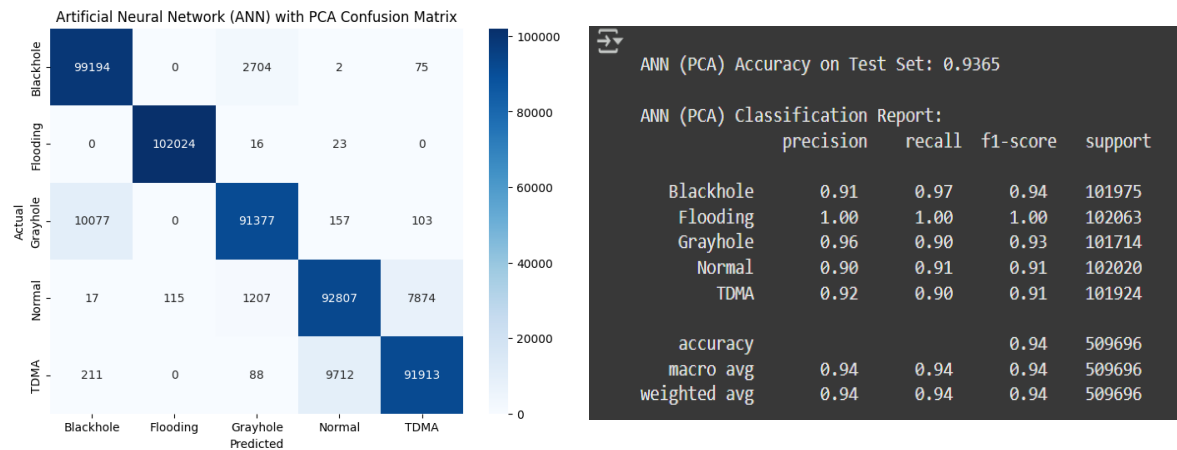 Artificial Neural Network (ANN) with PCA Confusion Matrix
Blackhole 99194 0 2704 2 75
Flooding 0 102024 16 23 0
Grayhole 10077 0 91377 157 103
Normal 17 115 1207 92807 7874
TDMA 211 0 88 9712 91913
Actual
Blackhole Flooding Grayhole Normal TDMA
Predicted
100000
80000
60000
40000
20000
0
ANN (PCA) Accuracy on Test Set: 0.9365
ANN (PCA) Classification Report:
precision recall f1-score support
Blackhole 0.91 0.97 0.94 101975
Flooding 1.00 1.00 1.00 102063
Grayhole 0.96 0.90 0.93 101714
Normal 0.90 0.91 0.91 102020
TDMA 0.92 0.90 0.91 101924
accuracy 0.94 509696
macro avg 0.94 0.94 0.94 509696
weighted avg 0.94 0.94 0.94 509696